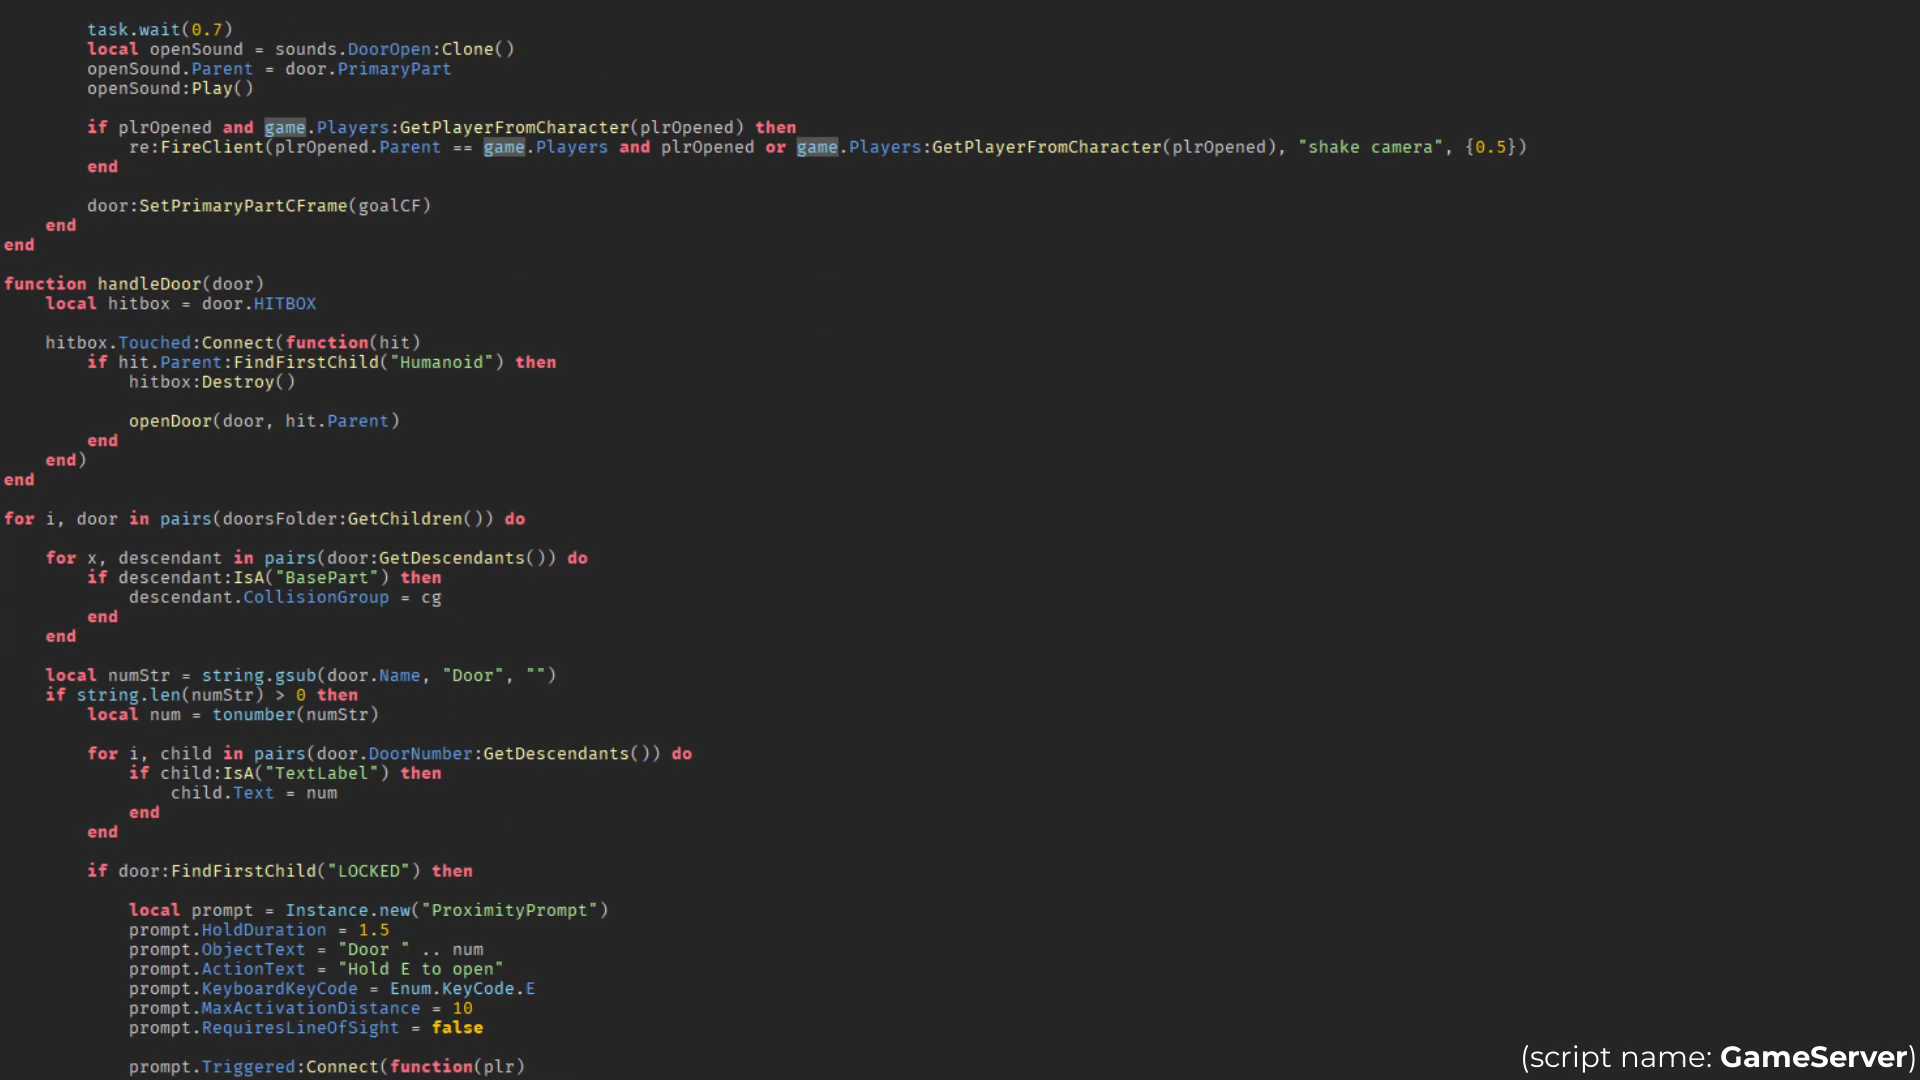 task.wait(0.7)
local openSound = sounds.DoorOpen:Clone()
openSound.Parent = door.PrimaryPart
openSound:Play()
if plrOpened and game.Players:GetPlayerFromCharacter(plrOpened) then
re:FireClient(plrOpened.Parent == game.Players and plrOpened or game.Players:GetPlayerFromCharacter(plrOpened), "shake camera", {0.5})
end
door:SetPrimaryPartCFrame(goalCF)
end
end
function handleDoor(door)
local hitbox = door.HITBOX
hitbox.Touched:Connect(function(hit)
if hit.Parent:FindFirstChild("Humanoid") then
hitbox:Destroy()
openDoor(door, hit.Parent)
end
end)
end
for i, door in pairs(doorsFolder:GetChildren()) do
for x, descendant in pairs(door:GetDescendants()) do
if descendant:IsA("BasePart") then
descendant.CollisionGroup = cg
end
end
local numStr = string.gsub(door.Name, "Door", "")
if string.len(numStr) > 0 then
local num = tonumber(numStr)
for i, child in pairs(door.DoorNumber:GetDescendants()) do
if child:IsA("TextLabel") then
child.Text = num
end
end
if door:FindFirstChild("LOCKED") then
local prompt = Instance.new("ProximityPrompt")
prompt.HoldDuration = 1.5
prompt.ObjectText = "Door " .. num
prompt.ActionText = "Hold E to open"
prompt.KeyboardKeyCode = Enum.KeyCode.E
prompt.MaxActivationDistance = 10
prompt.RequiresLineOfSight = false
prompt.Triggered:Connect(function(plr)
(script name: GameServer)